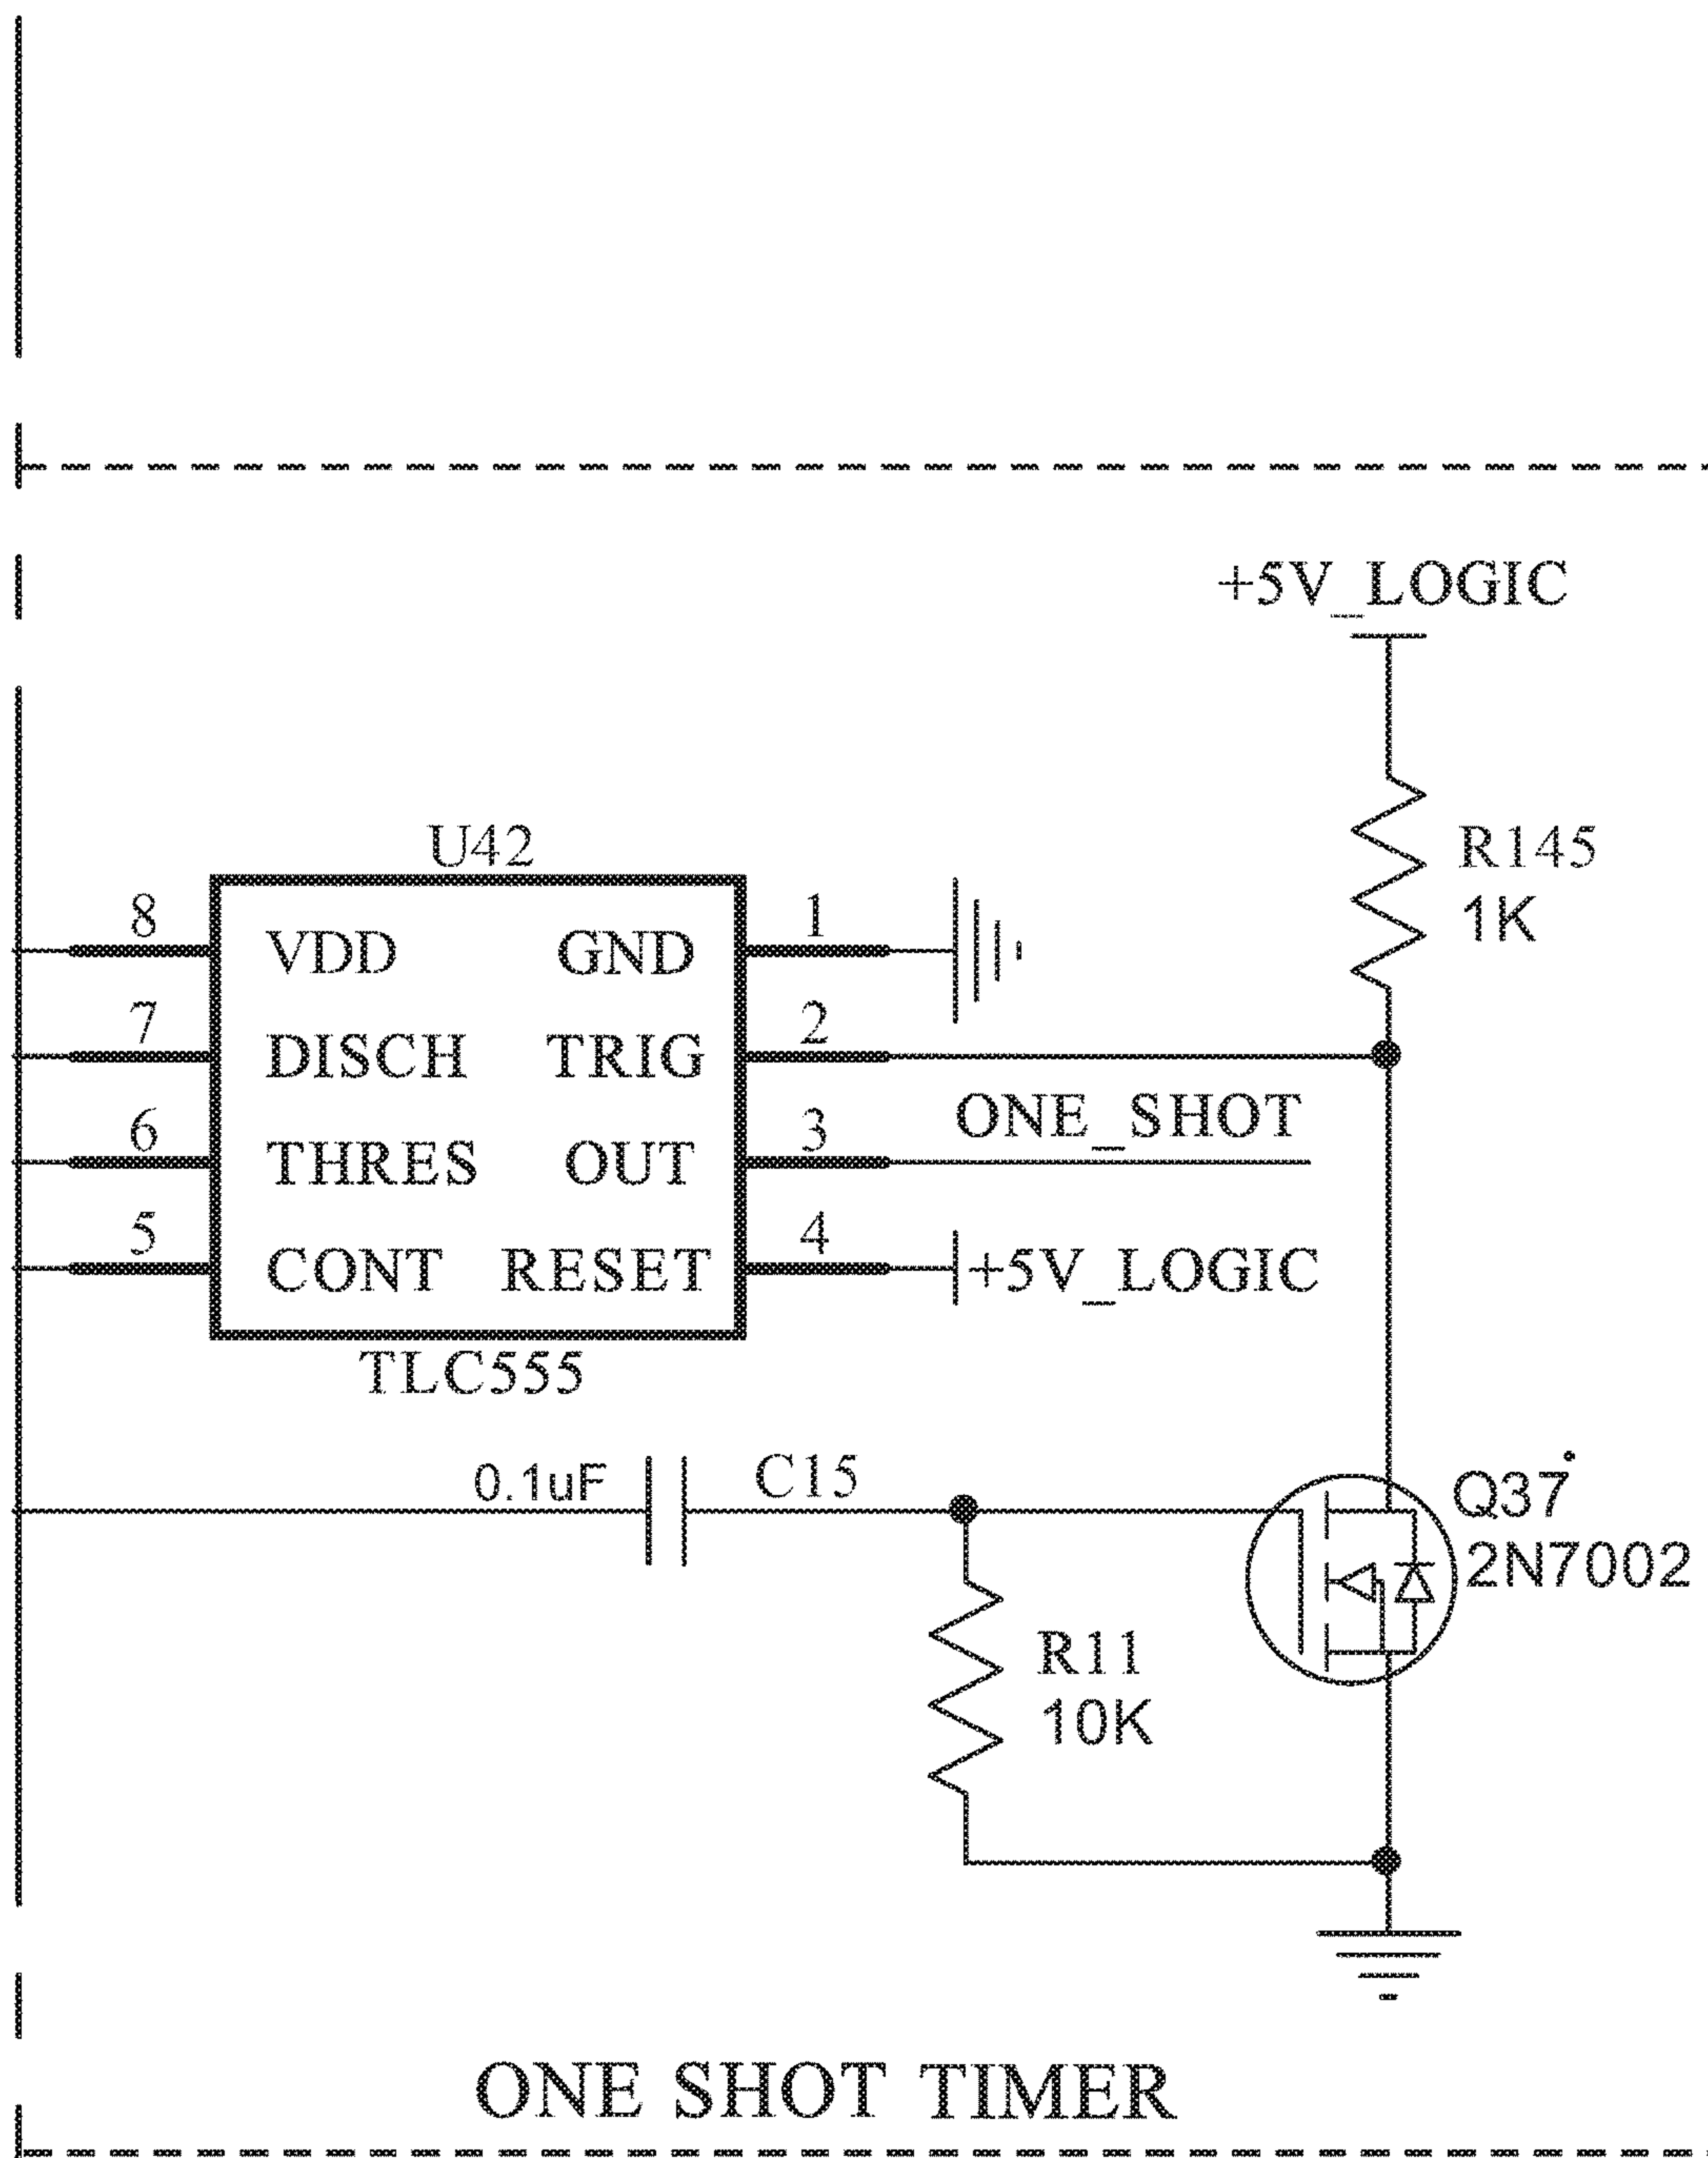 +5V_LOGIC
R145
1K
U42
8 VDD GND 1
7 DISCH TRIG 2
6 THRES OUT 3
ONE_SHOT
5 CONT RESET 4
+5V_LOGIC
TLC555
0.1uF C15
Q37
2N7002
R11
10K
ONE SHOT TIMER